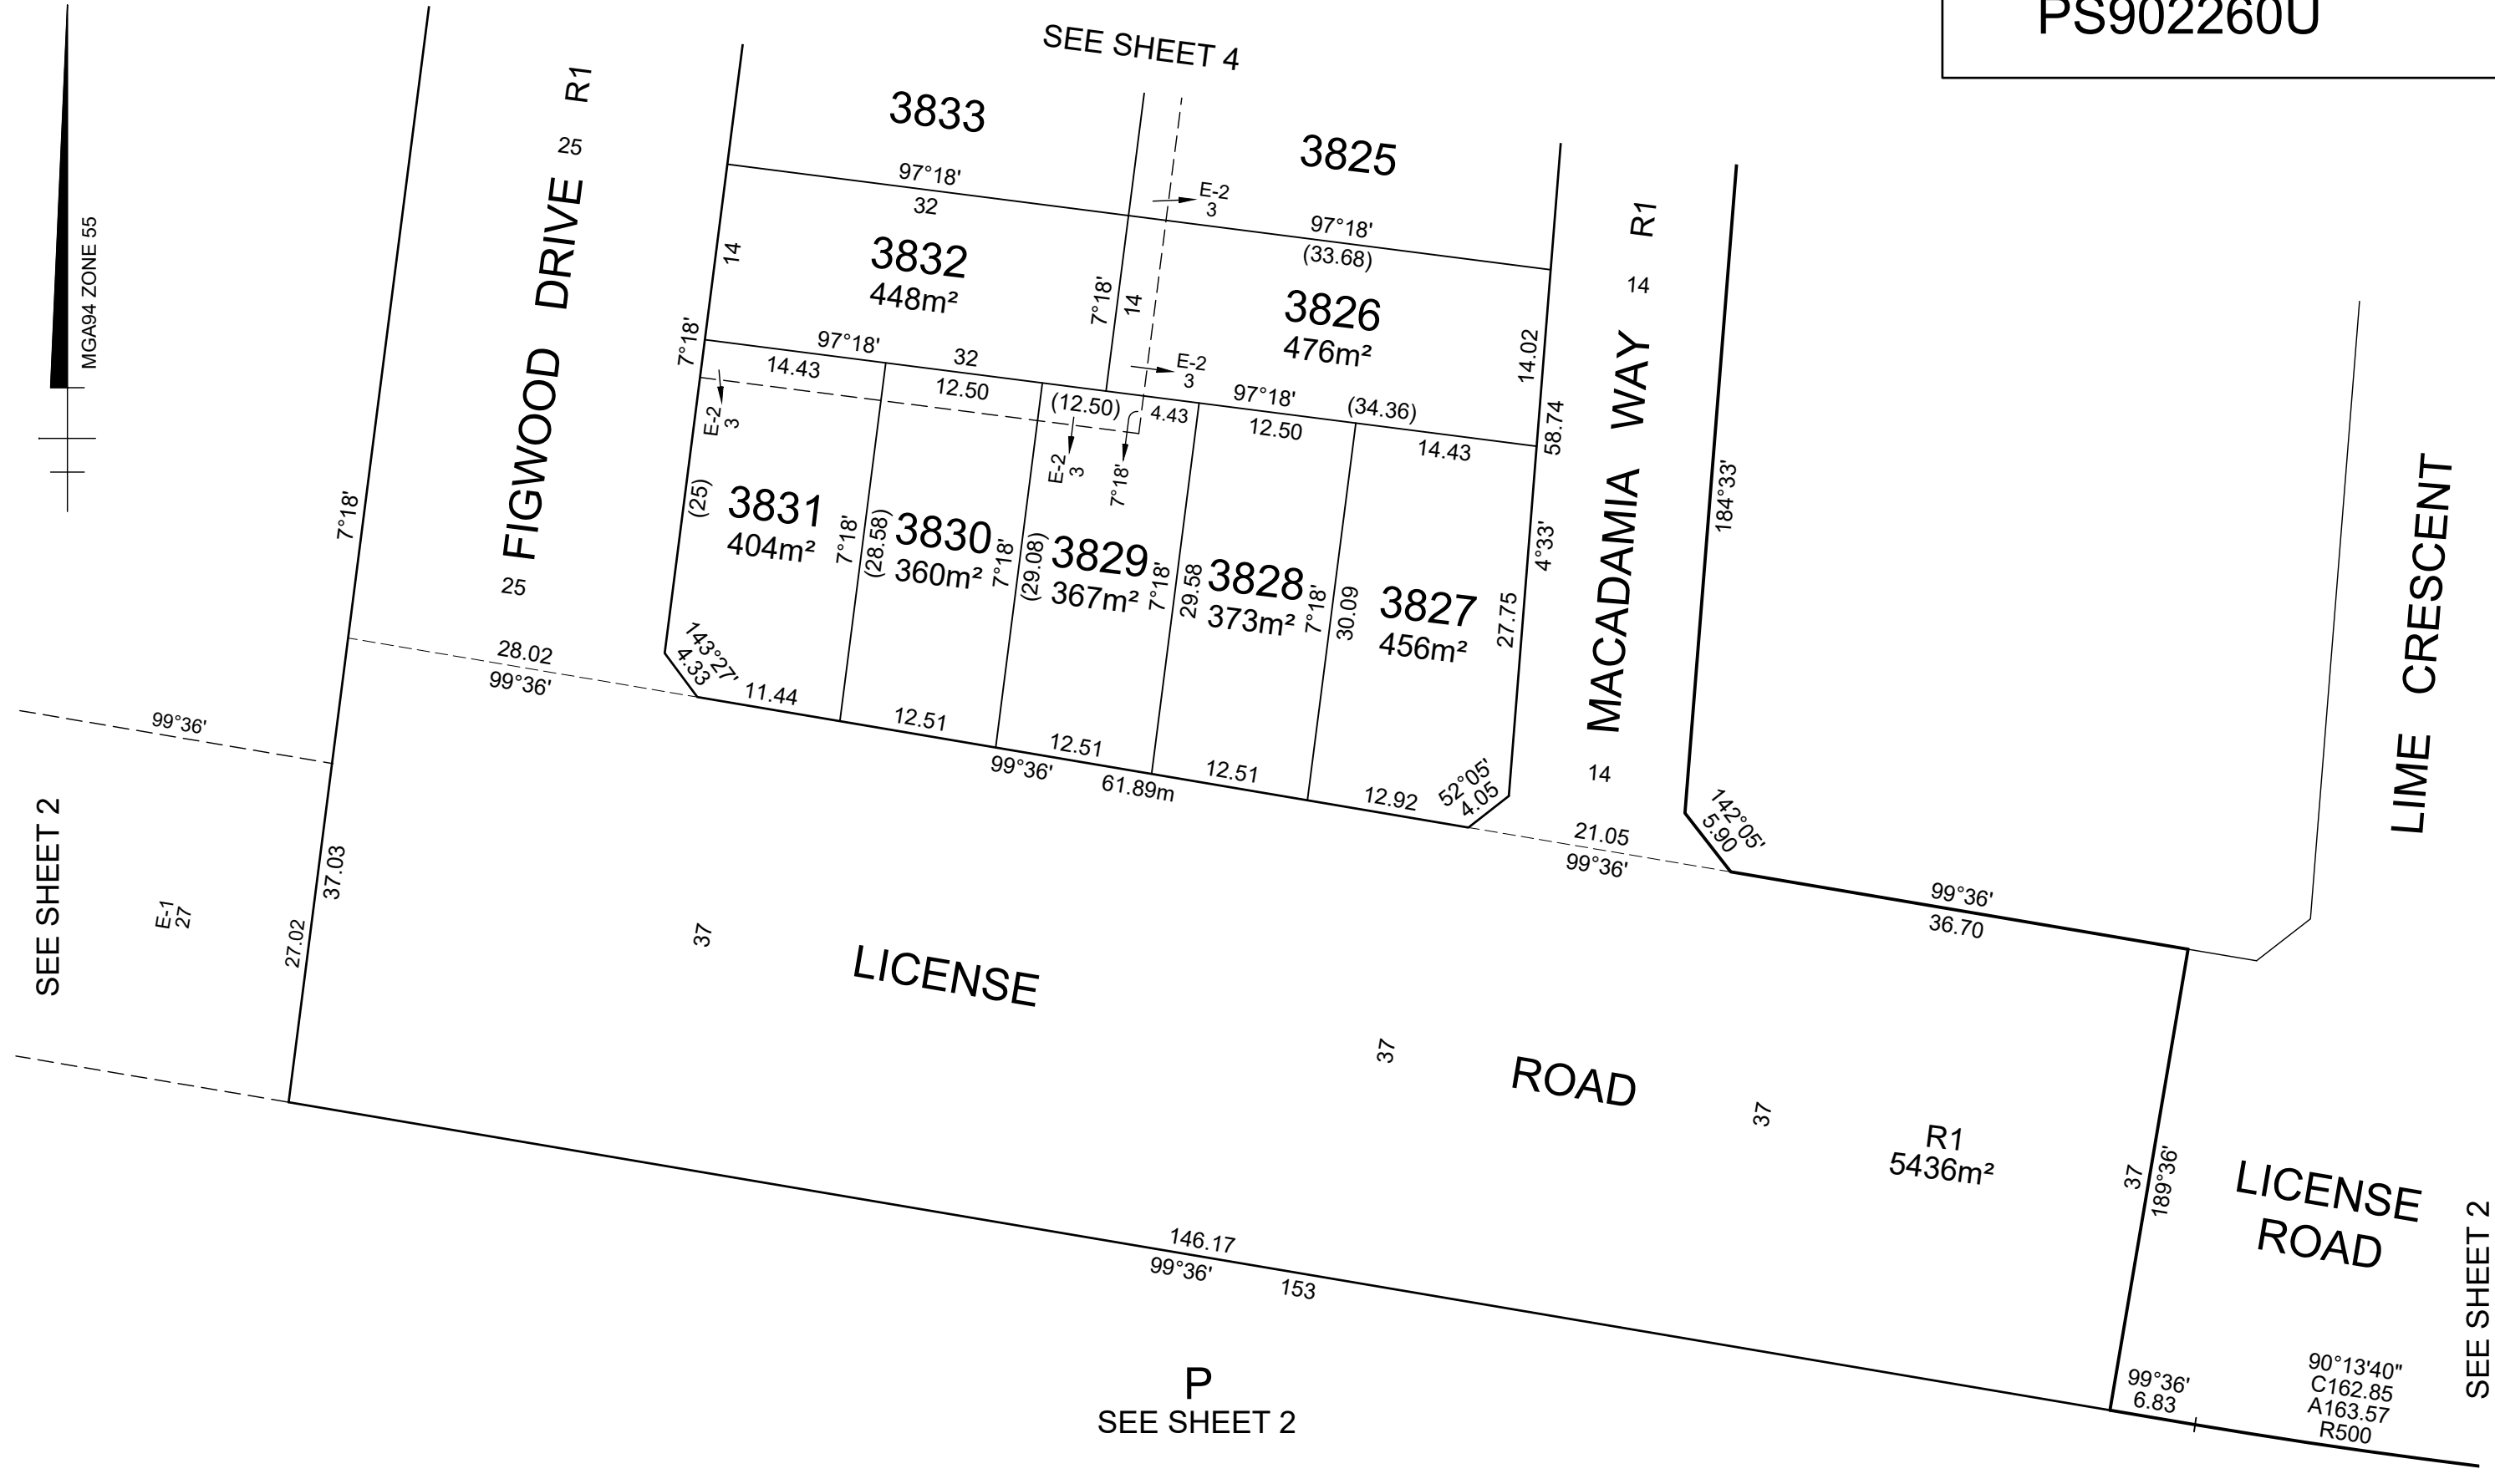 PS902260U
SEE SHEET 4
R1
25
FIGWOOD DRIVE
25
MGA94 ZONE 55
3833
3825
97°18'
32
E-2
3
97°18'
(33.68)
R1
14
14
3832
448m²
7°18'
14
3826
476m²
14.02
7°18'
97°18'
32
E-2
3
97°18'
(34.36)
58.74
MACADAMIA WAY
14
14.43
12.50
(12.50)
4.43
12.50
14.43
E-2
3
E-2
3
7°18'
4°33'
184°33'
LIME CRESCENT
7°18'
(25)
3831
404m²
7°18'
(28.58)
3830
360m²
7°18'
(29.08)
3829
367m²
7°18'
29.58
3828
373m²
7°18'
30.09
3827
456m²
27.75
28.02
99°36'
143°27'
4.33
11.44
12.51
12.51
12.51
12.92
99°36'
61.89m
52°05'
4.05
21.05
99°36'
142°05'
5.90
99°36'
36.70
99°36'
SEE SHEET 2
E-1
27
37.03
27.02
37
LICENSE
37
ROAD
37
R1
5436m²
37
189°36'
LICENSE
ROAD
SEE SHEET 2
146.17
99°36'
153
P
SEE SHEET 2
99°36'
6.83
90°13'40"
C162.85
A163.57
R500